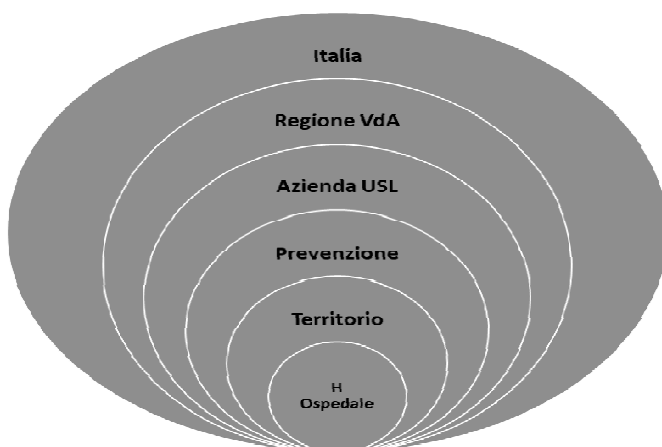 Italia
Regione VdA
Azienda USL
Prevenzione
Territorio
H
Ospedale